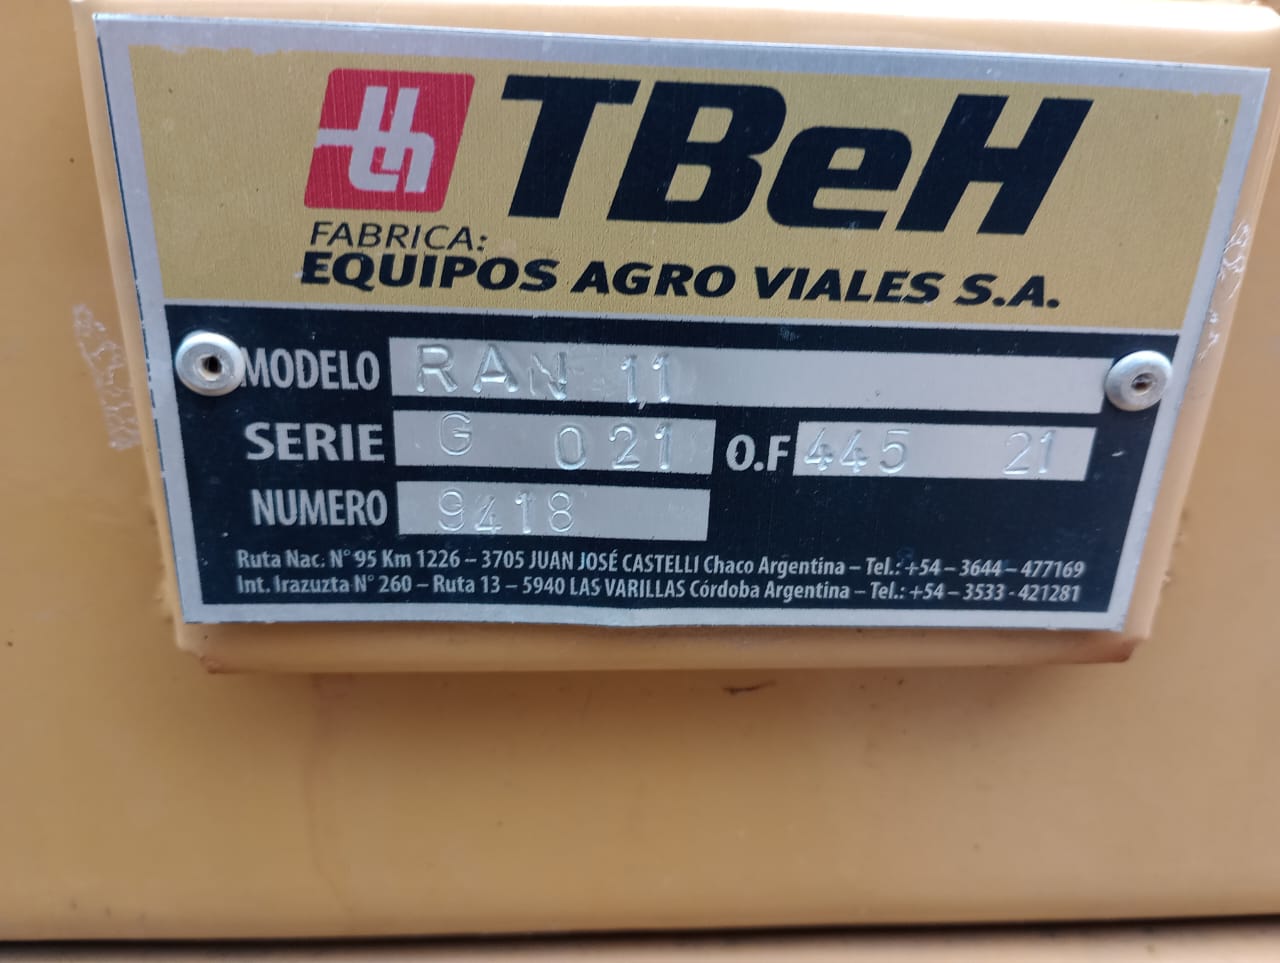 TBeH
FABRICA:
EQUIPOS AGRO VIALES S.A.
MODELO RAN 1,1
SERIE G 021 O.F 445 21
NUMERO 9418
Ruta Nac. N° 95 Km 1226 – 3705 JUAN JOSÉ CASTELLI Chaco Argentina – Tel.: +54 – 3644 – 477169
Int. Irazuzta N° 260 – Ruta 13 – 5940 LAS VARILLAS Córdoba Argentina – Tel.: +54 – 3533 - 421281